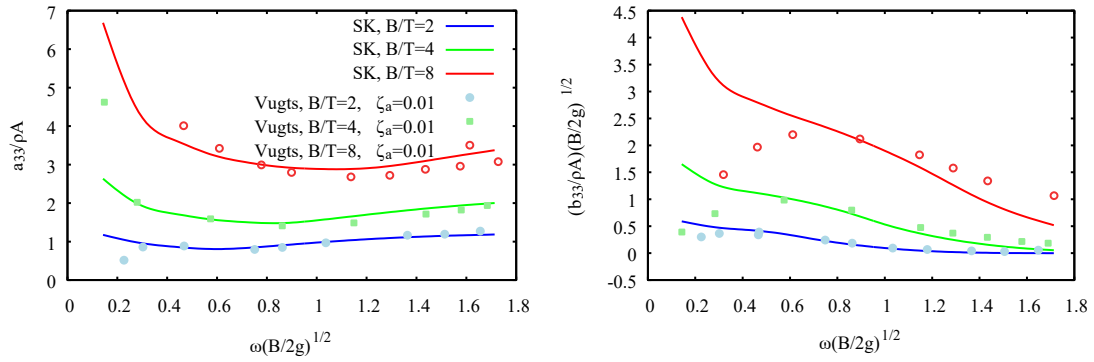 7
6
5
4
3
2
1
0
a33/ρA
SK, B/T=2
SK, B/T=4
SK, B/T=8
Vugts, B/T=2, ζa=0.01
Vugts, B/T=4, ζa=0.01
Vugts, B/T=8, ζa=0.01
0 0.2 0.4 0.6 0.8 1 1.2 1.4 1.6 1.8
ω(B/2g)^1/2
4.5
4
3.5
3
2.5
2
1.5
1
0.5
0
-0.5
(b33/ρA)(B/2g)^1/2
0 0.2 0.4 0.6 0.8 1 1.2 1.4 1.6 1.8
ω(B/2g)^1/2